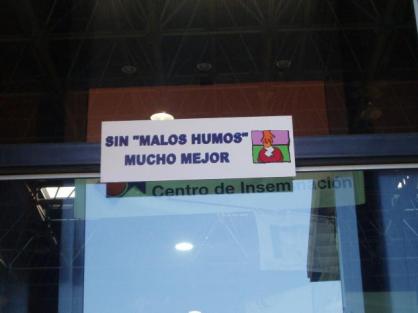 SIN "MALOS HUMOS"
MUCHO MEJOR
Centro de Inseminación